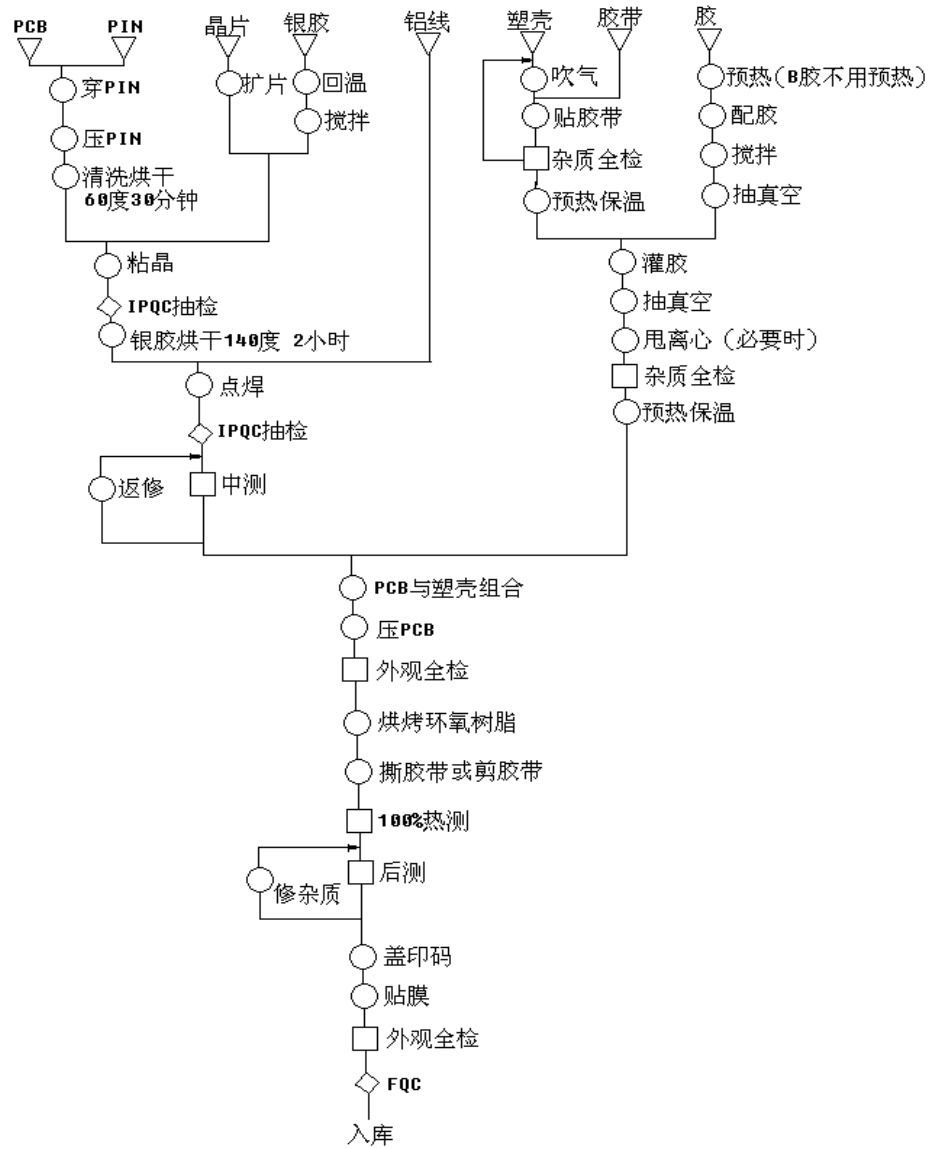 PCB
PIN
晶片
银胶
铝线
塑壳
胶带
胶
穿PIN
压PIN
清洗烘干
60度30分钟
扩片
回温
搅拌
吹气
贴胶带
杂质全检
预热保温
预热(B胶不用预热)
配胶
搅拌
抽真空
粘晶
IPQC抽检
银胶烘干140度 2小时
灌胶
抽真空
甩离心（必要时）
杂质全检
预热保温
点焊
IPQC抽检
返修
中测
PCB与塑壳组合
压PCB
外观全检
烘烤环氧树脂
撕胶带或剪胶带
100%热测
后测
修杂质
盖印码
贴膜
外观全检
FQC
入库